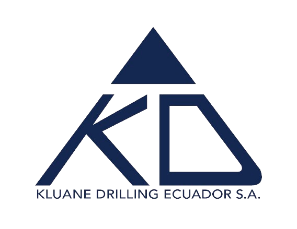 KD
KLUANE DRILLING ECUADOR S.A.